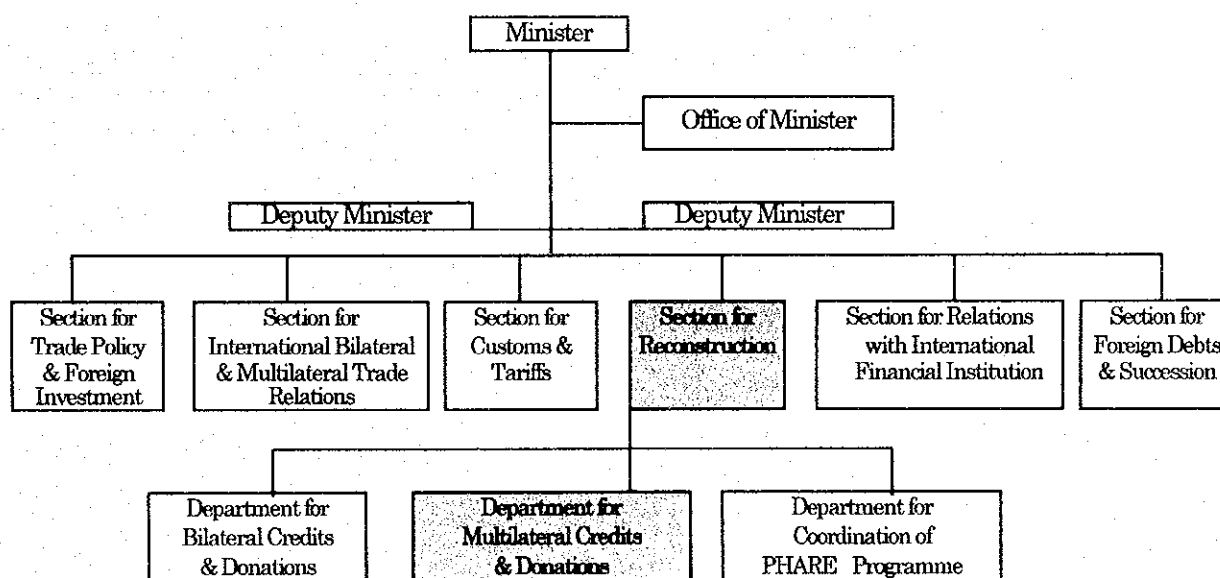 Minister
Office of Minister
Deputy Minister
Deputy Minister
Section for
Trade Policy
& Foreign
Investment
Section for
International Bilateral
& Multilateral Trade
Relations
Section for
Customs &
Tariffs
Section for
Reconstruction
Section for Relations
with International
Financial Institution
Section for
Foreign Debts
& Succession
Department for
Bilateral Credits
& Donations
Department for
Multilateral Credits
& Donations
Department for
Coordination of
PHARE Programme